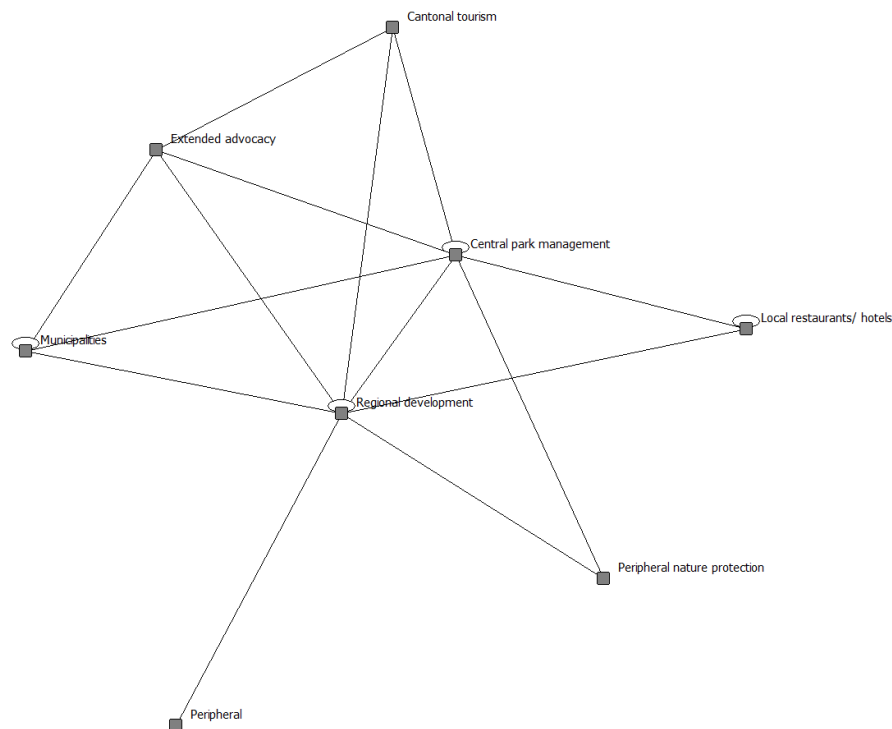 Cantonal tourism
Extended advocacy
Central park management
Local restaurants/ hotels
Municipalities
Regional development
Peripheral nature protection
Peripheral